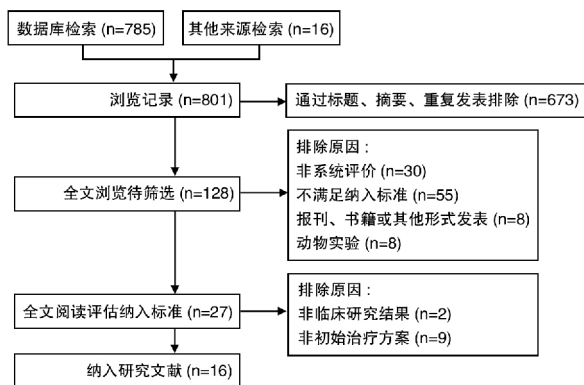 数据库检索 (n=785)
其他来源检索 (n=16)
浏览记录 (n=801)
通过标题、摘要、重复发表排除 (n=673)
全文浏览待筛选 (n=128)
排除原因：
非系统评价 (n=30)
不满足纳入标准 (n=55)
报刊、书籍或其他形式发表 (n=8)
动物实验 (n=8)
全文阅读评估纳入标准 (n=27)
排除原因：
非临床研究结果 (n=2)
非初始治疗方案 (n=9)
纳入研究文献 (n=16)